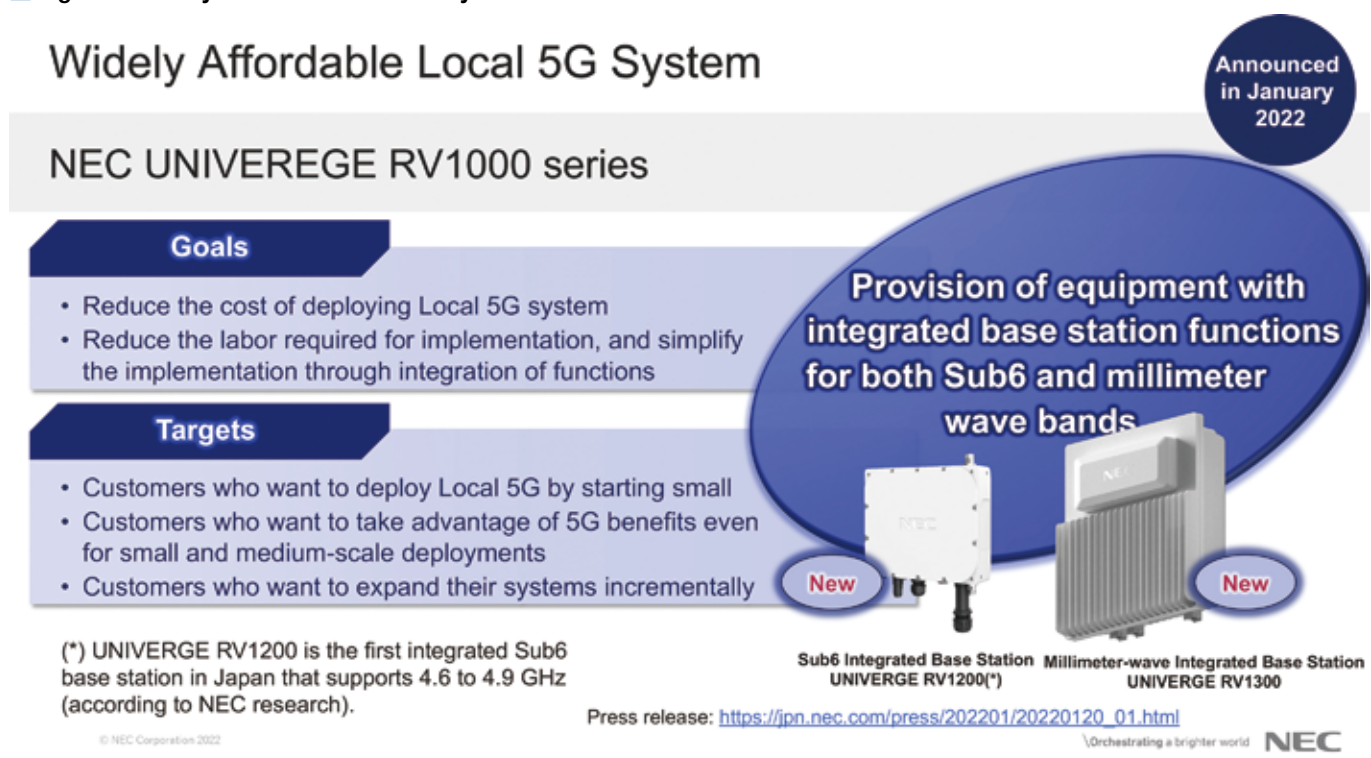 Widely Affordable Local 5G System
Announced
in January
2022
NEC UNIVEREGE RV1000 series
Goals
• Reduce the cost of deploying Local 5G system
• Reduce the labor required for implementation, and simplify
the implementation through integration of functions
Provision of equipment with
integrated base station functions
for both Sub6 and millimeter
wave bands
Targets
• Customers who want to deploy Local 5G by starting small
• Customers who want to take advantage of 5G benefits even
for small and medium-scale deployments
• Customers who want to expand their systems incrementally
NEC
NEC
New
New
(*) UNIVERGE RV1200 is the first integrated Sub6
base station in Japan that supports 4.6 to 4.9 GHz
(according to NEC research).
Sub6 Integrated Base Station
UNIVERGE RV1200(*)
Millimeter-wave Integrated Base Station
UNIVERGE RV1300
Press release: https://jpn.nec.com/press/202201/20220120_01.html
© NEC Corporation 2022
\Orchestrating a brighter world
NEC